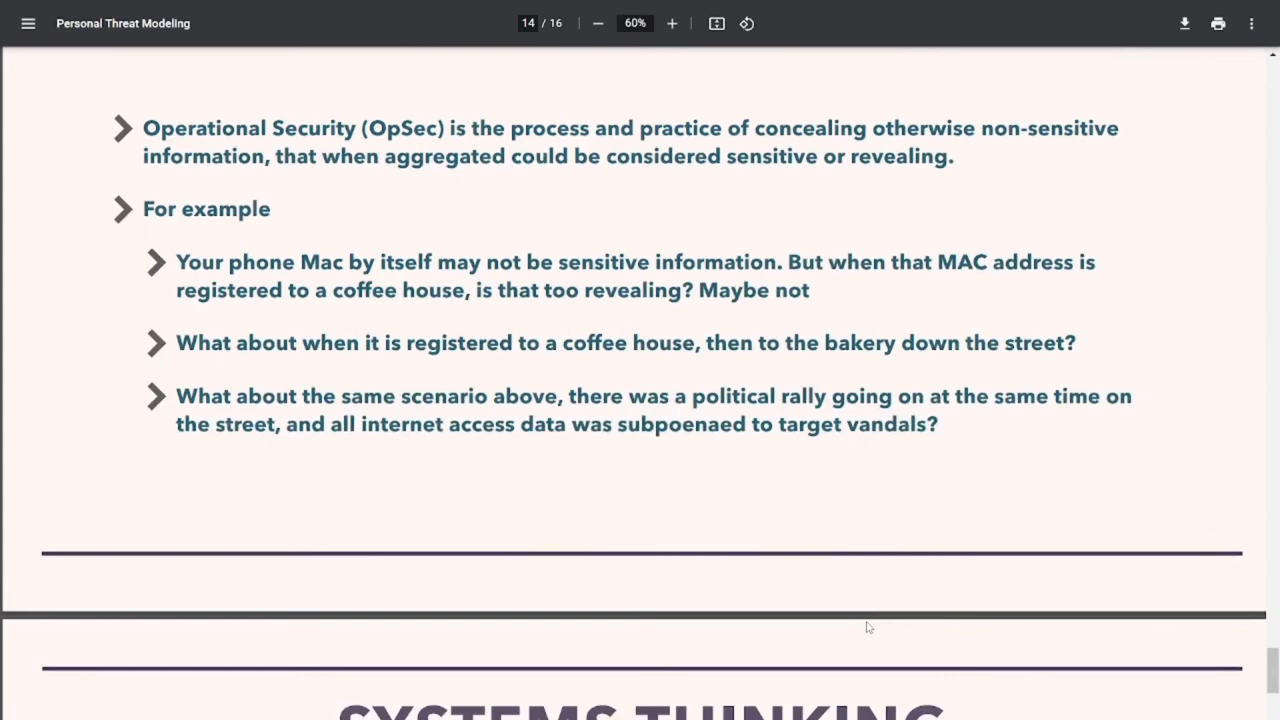 Personal Threat Modeling
14 / 16
60%
Operational Security (OpSec) is the process and practice of concealing otherwise non-sensitive
information, that when aggregated could be considered sensitive or revealing.
For example
Your phone Mac by itself may not be sensitive information. But when that MAC address is
registered to a coffee house, is that too revealing? Maybe not
What about when it is registered to a coffee house, then to the bakery down the street?
What about the same scenario above, there was a political rally going on at the same time on
the street, and all internet access data was subpoenaed to target vandals?
SYSTEMS THINKING